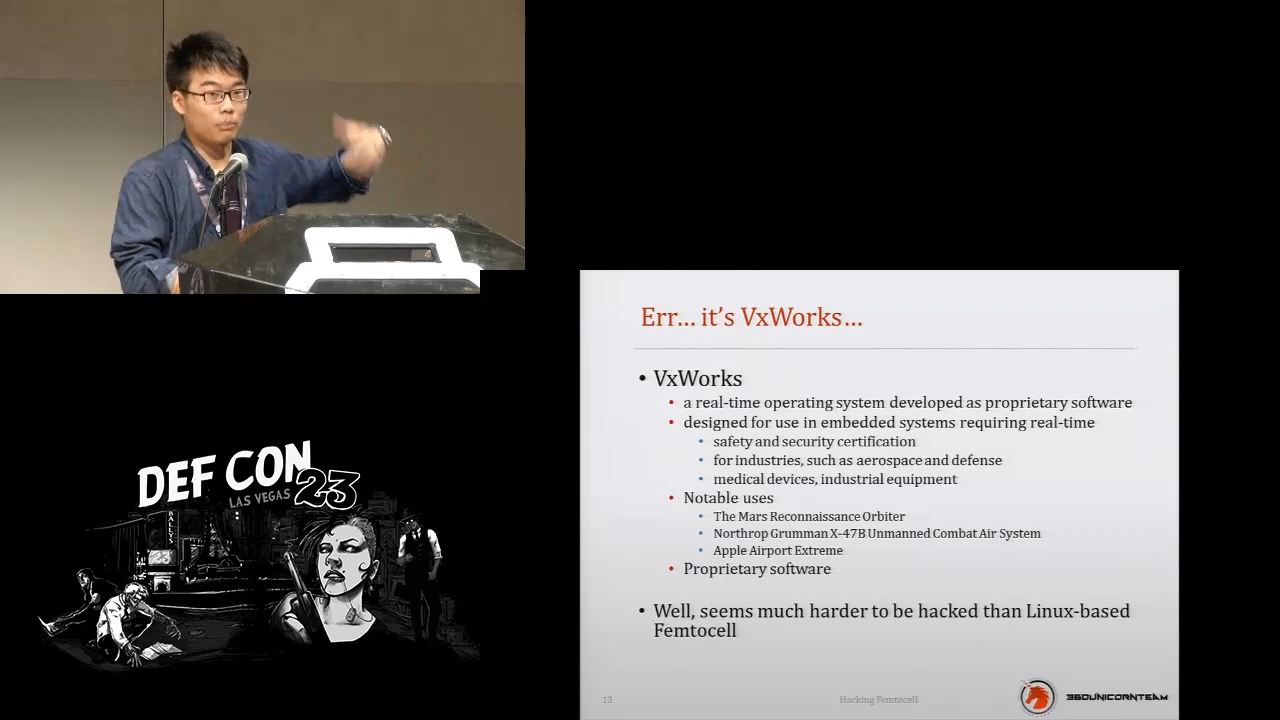 Err… it's VxWorks…
• VxWorks
• a real-time operating system developed as proprietary software
• designed for use in embedded systems requiring real-time
• safety and security certification
• for industries, such as aerospace and defense
• medical devices, industrial equipment
• Notable uses
• The Mars Reconnaissance Orbiter
• Northrop Grumman X-47B Unmanned Combat Air System
• Apple Airport Extreme
• Proprietary software
• Well, seems much harder to be hacked than Linux-based
Femtocell
13
Hacking Femtocell
360UNICORNTEAM
DEF CON
LAS VEGAS 23
BALLYS
23